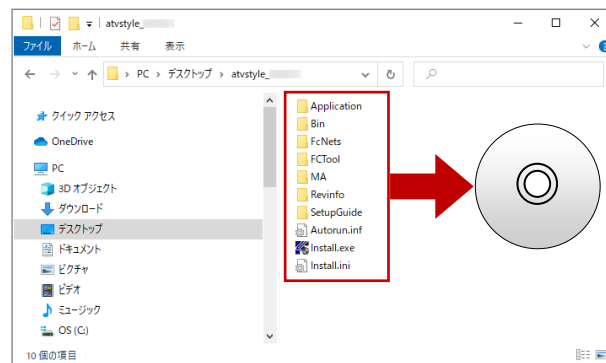 atvstyle_
ファイル ホーム 共有 表示
PC デスクトップ atvstyle_
クイック アクセス
OneDrive
PC
3D オブジェクト
ダウンロード
デスクトップ
ドキュメント
ピクチャ
ビデオ
ミュージック
OS (C:)
Application
Bin
FcNets
FCTool
MA
Revinfo
SetupGuide
Autorun.inf
Install.exe
Install.ini
10 個の項目